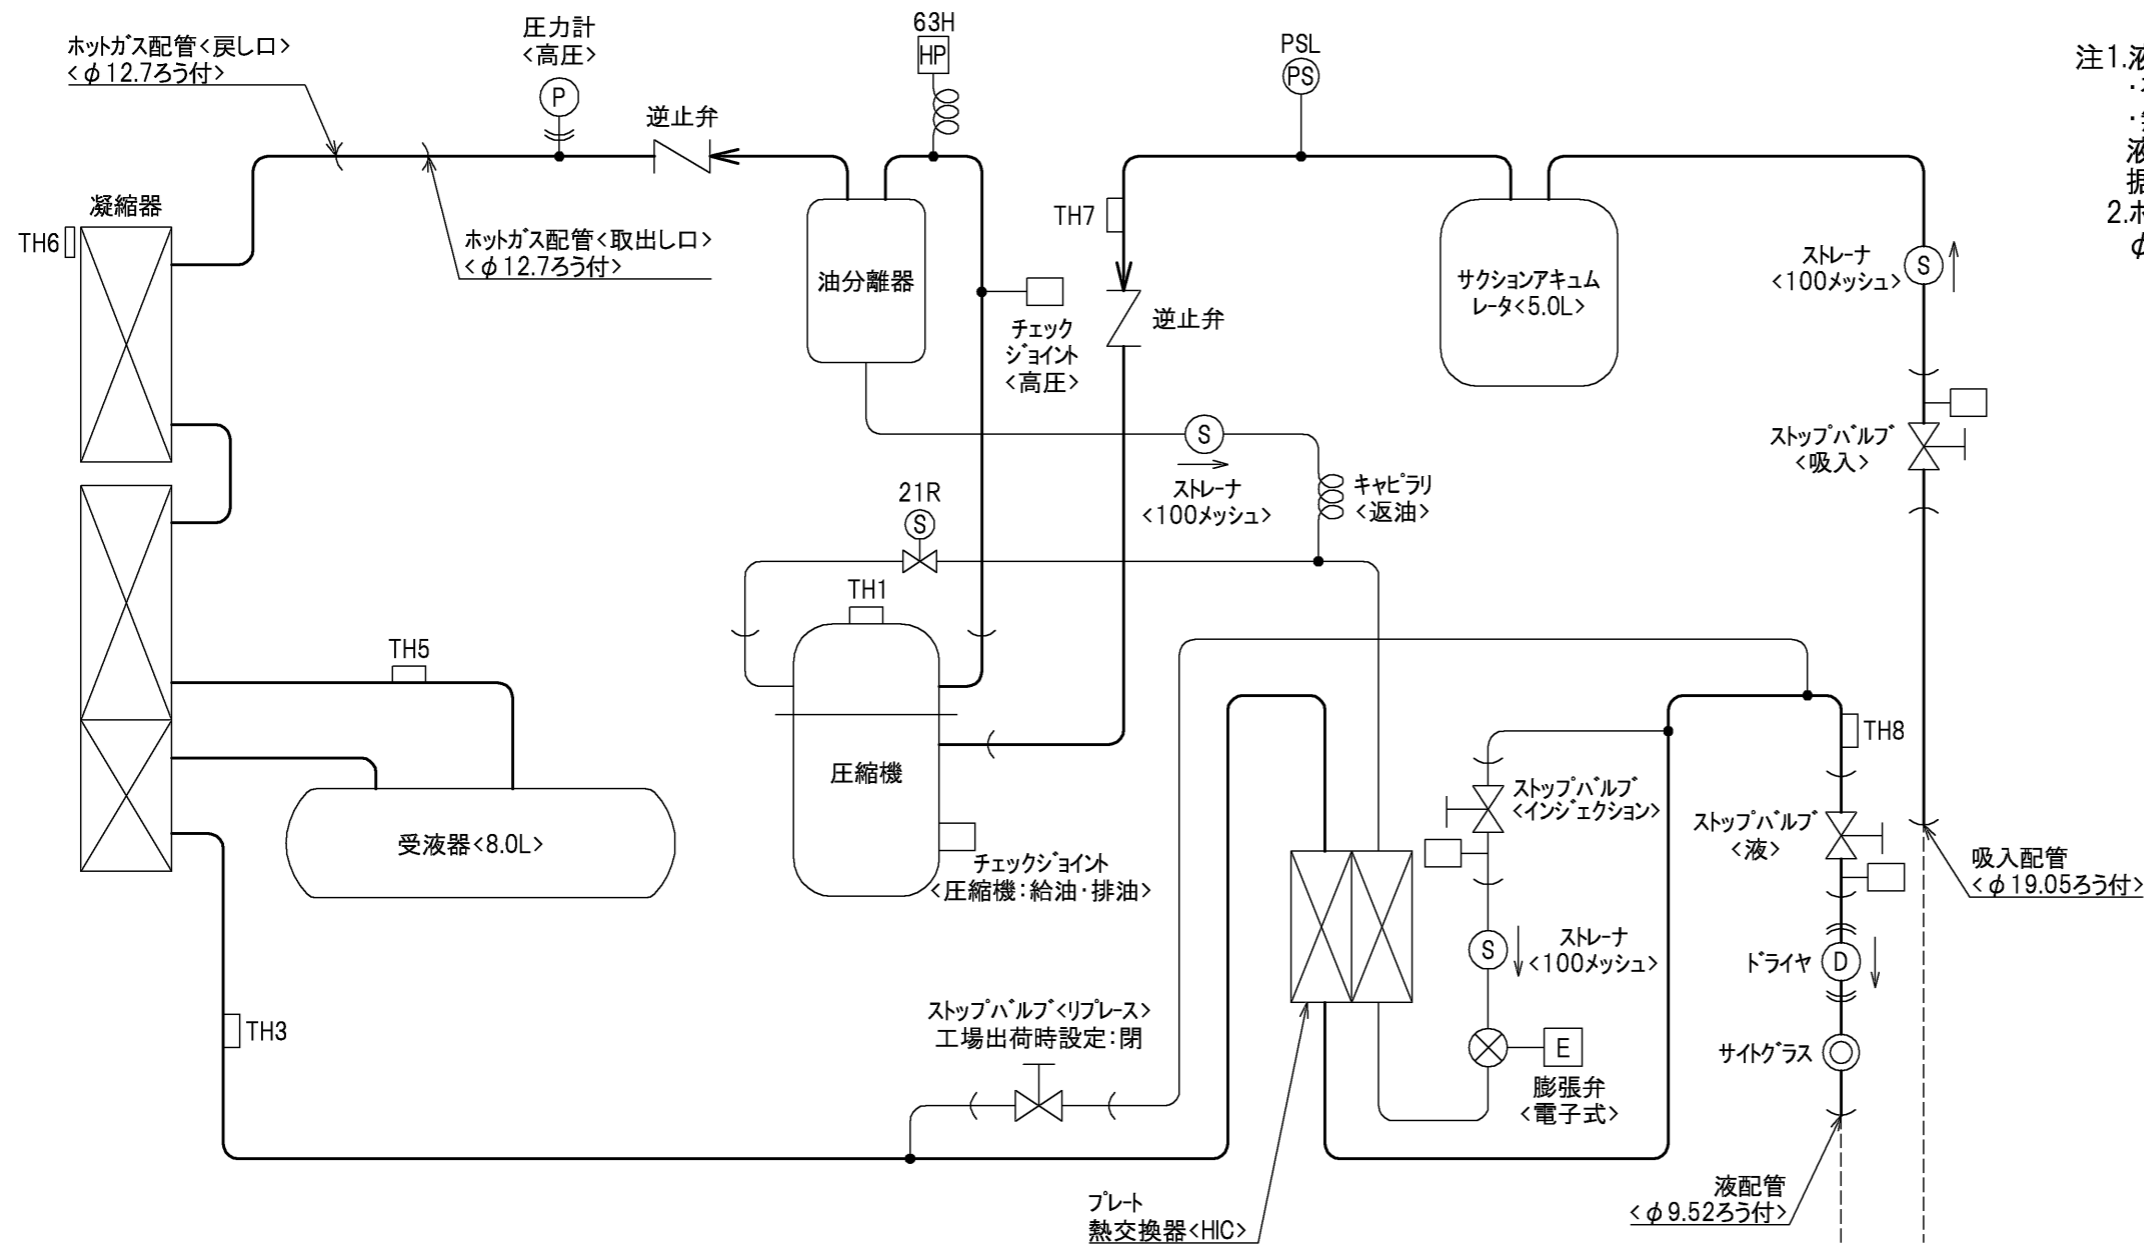 ホットガス配管<戻し口>
<φ12.7ろう付>
圧力計
<高圧>
P
逆止弁
63H
HP
PSL
PS
注1.液
2.ホ
φ
凝縮器
TH6
ホットガス配管<取出し口>
<φ12.7ろう付>
油分離器
チェック
ジョイント
<高圧>
TH7
逆止弁
サクションアキュム
レータ<5.0L>
ストレーナ
<100メッシュ>
S
ストップバルブ
<吸入>
S
ストレーナ
<100メッシュ>
キャピラリ
<返油>
21R
S
TH1
圧縮機
チェックジョイント
<圧縮機:給油・排油>
TH5
受液器<8.0L>
TH3
ストップバルブ<リプレース>
工場出荷時設定:閉
ストップバルブ
<インジェクション>
S
ストレーナ
<100メッシュ>
E
膨張弁
<電子式>
プレート
熱交換器<HIC>
TH8
ストップバルブ
<液>
ドライヤ
D
サイトグラス
液配管
<φ9.52ろう付>
吸入配管
<φ19.05ろう付>